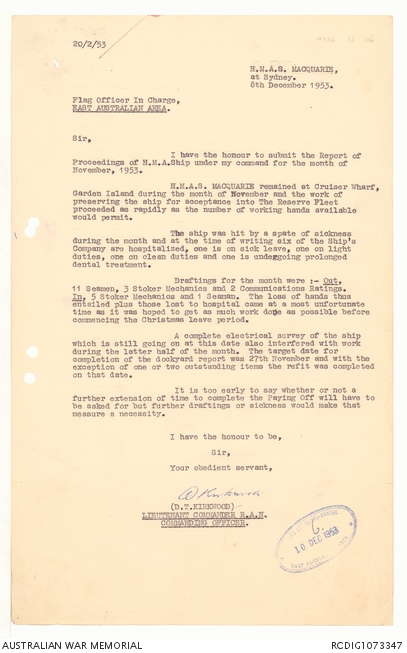 20/2/53
H.M.A.S. MACQUARIE,
at Sydney.
8th December 1953.
Flag Officer In Charge,
EAST AUSTRALIAN AREA.
Sir,
I have the honour to submit the Report of
Proceedings of H.M.A.Ship under my command for the month of
November, 1953.
H.M.A.S. MACQUARIE remained at Cruiser Wharf,
Garden Island during the month of November and the work of
preserving the ship for acceptance into The Reserve Fleet
proceeded as rapidly as the number of working hands available
would permit.
The ship was hit by a spate of sickness
during the month and at the time of writing six of the Ship's
Company are hospitalized, one is on sick leave, one on light
duties, one on clean duties and one is undergoing prolonged
dental treatment.
Draftings for the month were :- Out,
11 Seamen, 3 Stoker Mechanics and 2 Communications Ratings.
In, 5 Stoker Mechanics and 1 Seaman. The loss of hands thus
entailed plus those lost to hospital came at a most unfortunate
time as it was hoped to get as much work done as possible before
commencing the Christmas leave period.
A complete electrical survey of the ship
which is still going on at this date also interfered with work
during the latter half of the month. The target date for
completion of the dockyard report was 27th November and with the
exception of one or two outstanding items the refit was completed
on that date.
It is too early to say whether or not a
further extension of time to complete the Paying Off will have to
be asked for but further draftings or sickness would make that
measure a necessity.
I have the honour to be,
Sir,
Your obedient servant,
D Kirkwood
(D.T.KIRKWOOD)
LIEUTENANT COMMANDER R.A.N.
COMMANDING OFFICER.
10 DEC 1953
AUSTRALIAN WAR MEMORIAL
RCDIG1073347